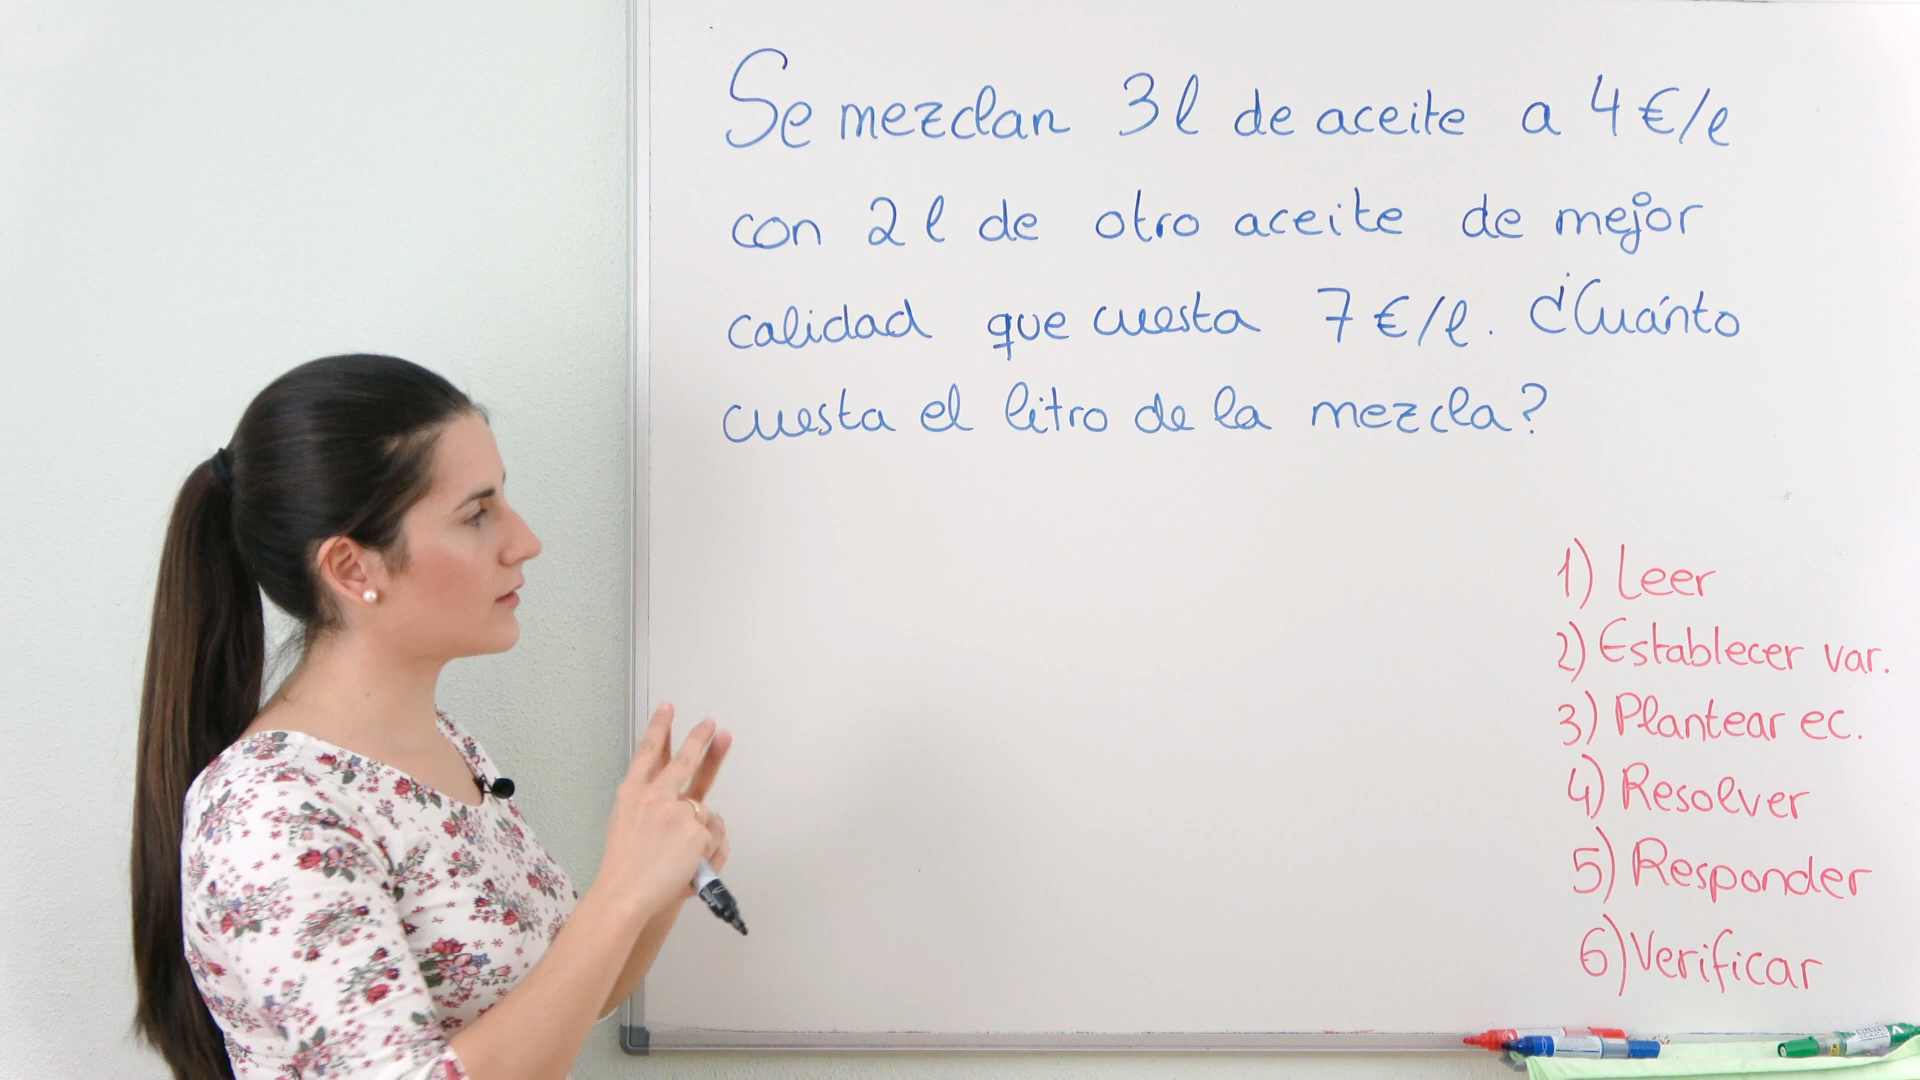 Se mezclan 3l de aceite a 4€/l
con 2l de otro aceite de mejor
calidad que cuesta 7€/l. ¿Cuánto
cuesta el litro de la mezcla?
1) Leer
2) Establecer var.
3) Plantear ec.
4) Resolver
5) Responder
6) Verificar